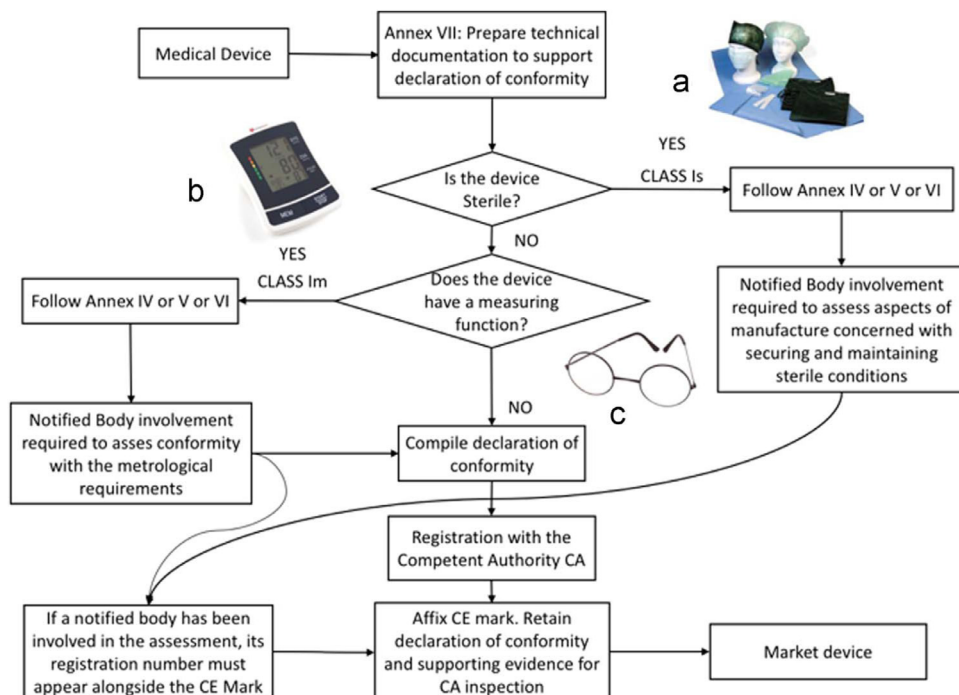 Medical Device
Annex VII: Prepare technical
documentation to support
declaration of conformity
a
YES
CLASS Is
Is the device
Sterile?
Follow Annex IV or V or VI
b
NO
YES
CLASS Im
Does the device
have a measuring
function?
Follow Annex IV or V or VI
Notified Body involvement
required to assess aspects of
manufacture concerned with
securing and maintaining
sterile conditions
c
NO
Notified Body involvement
required to asses conformity
with the metrological
requirements
Compile declaration of
conformity
Registration with the
Competent Authority CA
If a notified body has been
involved in the assessment, its
registration number must
appear alongside the CE Mark
Affix CE mark. Retain
declaration of conformity
and supporting evidence for
CA inspection
Market device